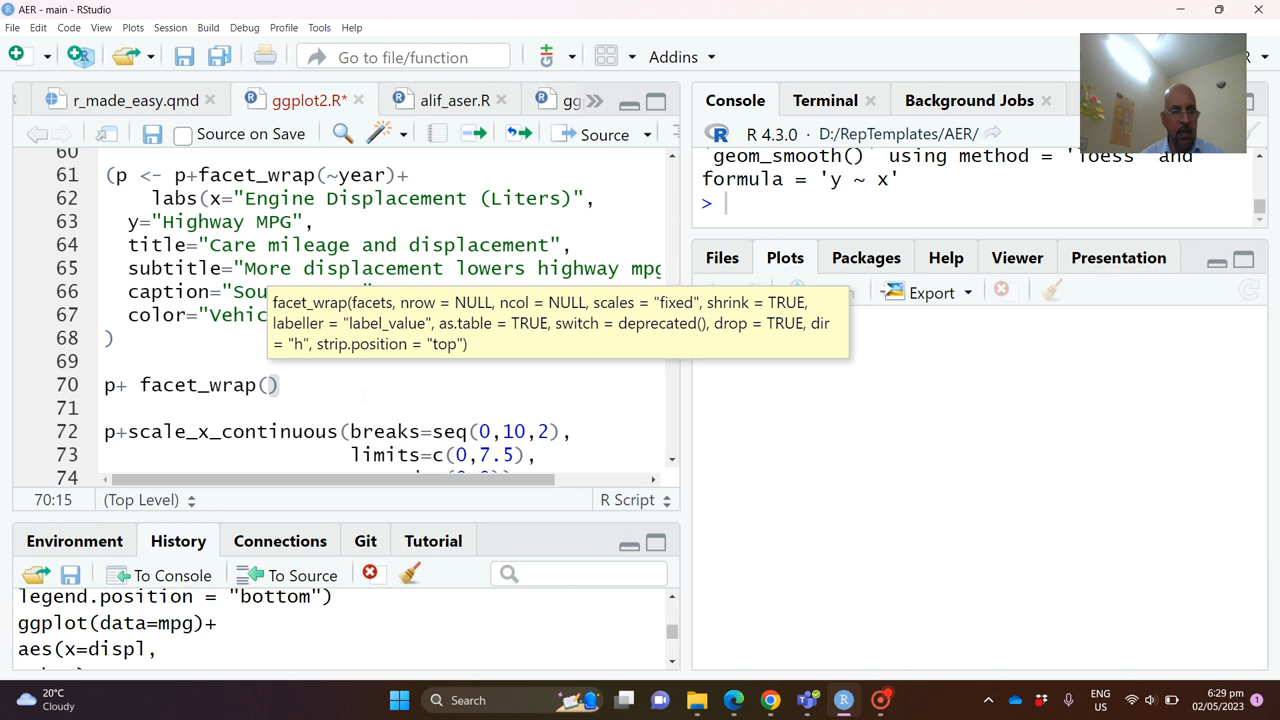 AER - main - RStudio
File Edit Code View Plots Session Build Debug Profile Tools Help
Go to file/function
Addins
r_made_easy.qmd
ggplot2.R*
alif_aser.R
gg
Source on Save
Source
60
61 (p <- p+facet_wrap(~year)+
62 labs(x="Engine Displacement (Liters)",
63 y="Highway MPG",
64 title="Care mileage and displacement",
65 subtitle="More displacement lowers highway mpg
66 caption="Sou
67 color="Vehic
68 )
69
70 p+ facet_wrap()
71
72 p+scale_x_continuous(breaks=seq(0,10,2),
73 limits=c(0,7.5),
74
facet_wrap(facets, nrow = NULL, ncol = NULL, scales = "fixed", shrink = TRUE,
labeller = "label_value", as.table = TRUE, switch = deprecated(), drop = TRUE, dir
= "h", strip.position = "top")
70:15 (Top Level) R Script
Environment History Connections Git Tutorial
To Console To Source
legend.position = "bottom")
ggplot(data=mpg)+
aes(x=displ,
Console Terminal Background Jobs
R 4.3.0 · D:/RepTemplates/AER/
`geom_smooth()` using method = 'loess' and
formula = 'y ~ x'
>
Files Plots Packages Help Viewer Presentation
Export
20°C
Cloudy
Search
ENG
US
6:29 pm
02/05/2023
1